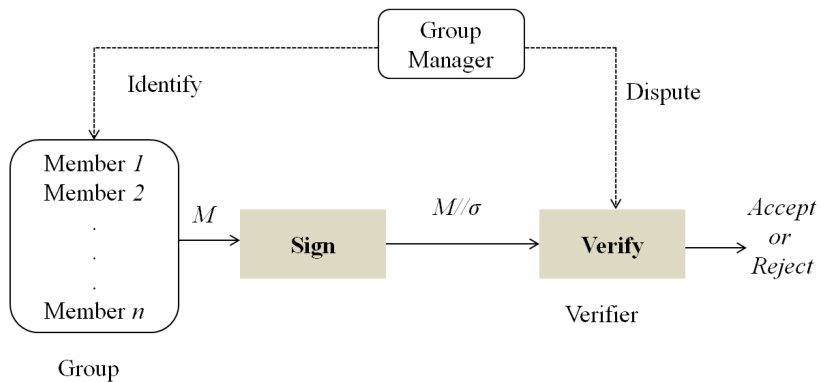 Group
Manager
Identify
Dispute
Member 1
Member 2
.
.
.
Member n
M
Sign
M//σ
Verify
Accept
or
Reject
Verifier
Group